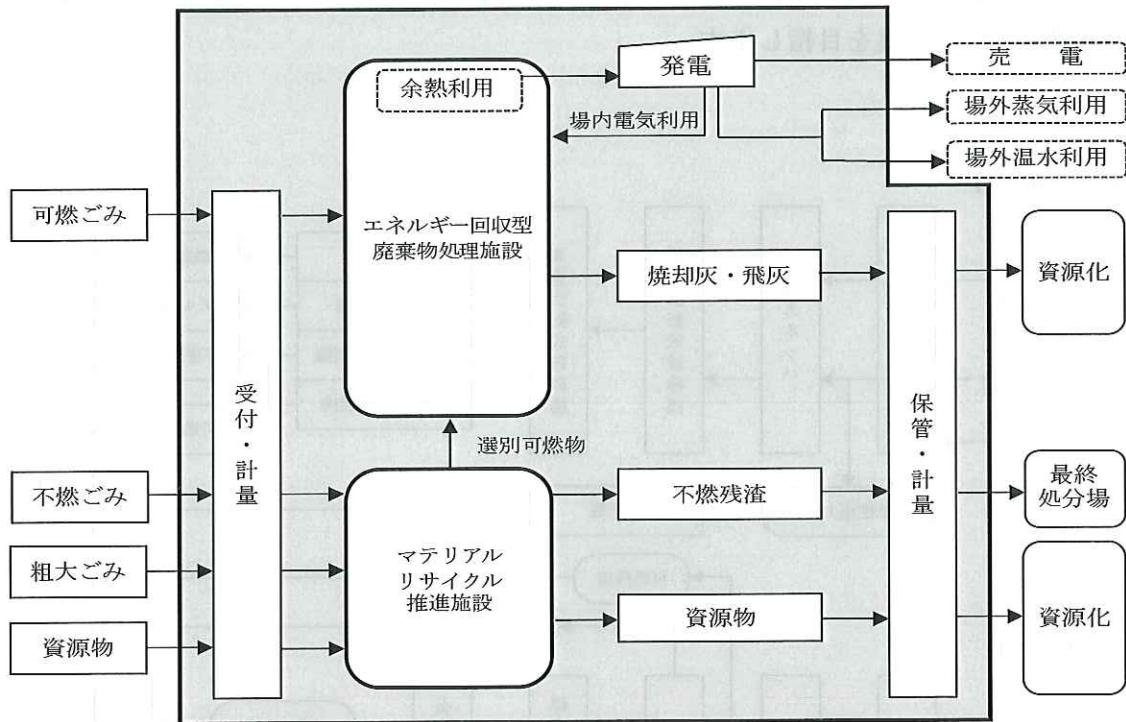 を目指し
余熱利用
発電
売 電
場内電気利用
場外蒸気利用
場外温水利用
可燃ごみ
エネルギー回収型
廃棄物処理施設
焼却灰・飛灰
資源化
受付・計量
保管・計量
選別可燃物
不燃ごみ
不燃残渣
最終
処分場
粗大ごみ
マテリアル
リサイクル
推進施設
資源物
資源物
資源化